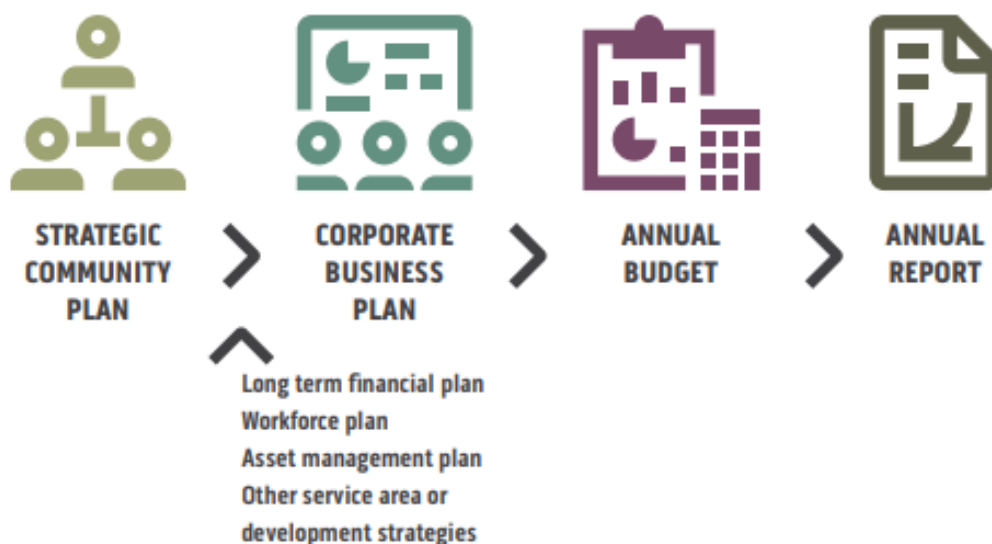 STRATEGIC
COMMUNITY
PLAN
CORPORATE
BUSINESS
PLAN
ANNUAL
BUDGET
ANNUAL
REPORT
Long term financial plan
Workforce plan
Asset management plan
Other service area or
development strategies